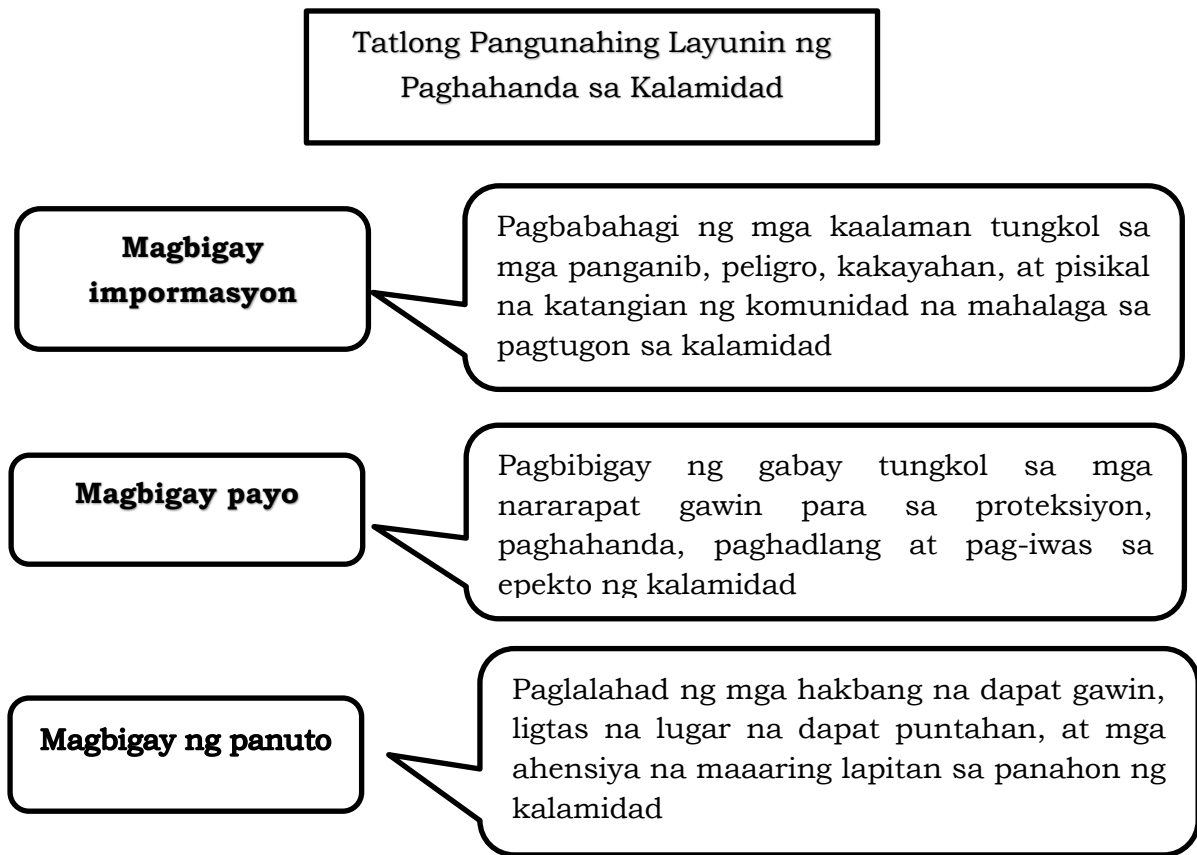 Tatlong Pangunahing Layunin ng
Paghahanda sa Kalamidad
Magbigay
impormasyon
Pagbabahagi ng mga kaalaman tungkol sa
mga panganib, peligro, kakayahan, at pisikal
na katangian ng komunidad na mahalaga sa
pagtugon sa kalamidad
Magbigay payo
Pagbibigay ng gabay tungkol sa mga
nararapat gawin para sa proteksiyon,
paghahanda, paghadlang at pag-iwas sa
epekto ng kalamidad
Magbigay ng panuto
Paglalahad ng mga hakbang na dapat gawin,
ligtas na lugar na dapat puntahan, at mga
ahensiya na maaaring lapitan sa panahon ng
kalamidad